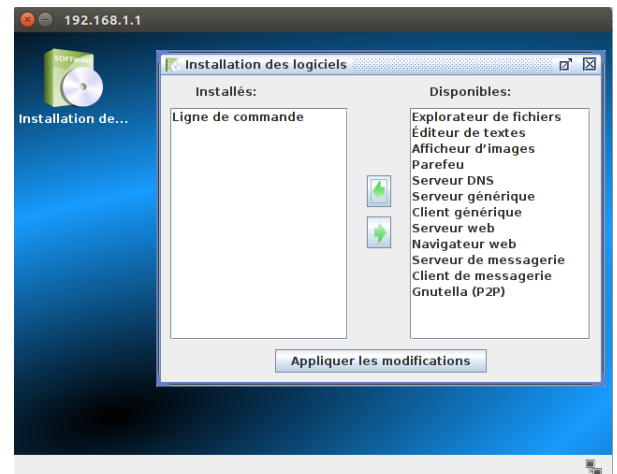 192.168.1.1
SOFTWARE
Installation de...
Installation des logiciels
Installés:
Disponibles:
Ligne de commande
Explorateur de fichiers
Éditeur de textes
Afficheur d'images
Parefeu
Serveur DNS
Serveur générique
Client générique
Serveur web
Navigateur web
Serveur de messagerie
Client de messagerie
Gnutella (P2P)
Appliquer les modifications